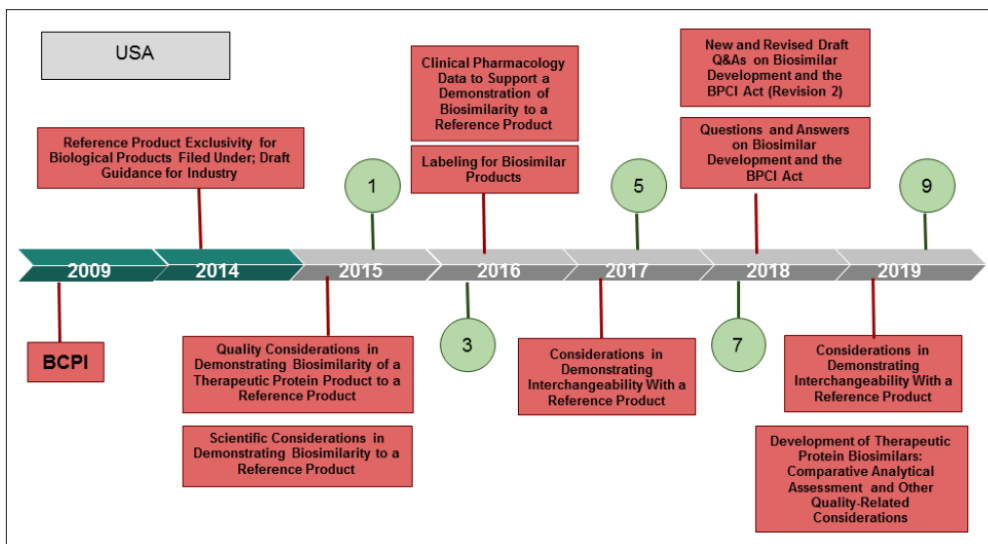 USA
Reference Product Exclusivity for
Biological Products Filed Under; Draft
Guidance for Industry
1
Clinical Pharmacology
Data to Support a
Demonstration of
Biosimilarity to a
Reference Product
Labeling for Biosimilar
Products
5
New and Revised Draft
Q&As on Biosimilar
Development and the
BPCI Act (Revision 2)
Questions and Answers
on Biosimilar
Development and the
BPCI Act
9
2009
2014
2015
2016
2017
2018
2019
BCPI
Quality Considerations in
Demonstrating Biosimilarity of a
Therapeutic Protein Product to a
Reference Product
Scientific Considerations in
Demonstrating Biosimilarity to a
Reference Product
3
Considerations in
Demonstrating
Interchangeability With a
Reference Product
7
Considerations in
Demonstrating
Interchangeability With a
Reference Product
Development of Therapeutic
Protein Biosimilars:
Comparative Analytical
Assessment and Other
Quality-Related
Considerations